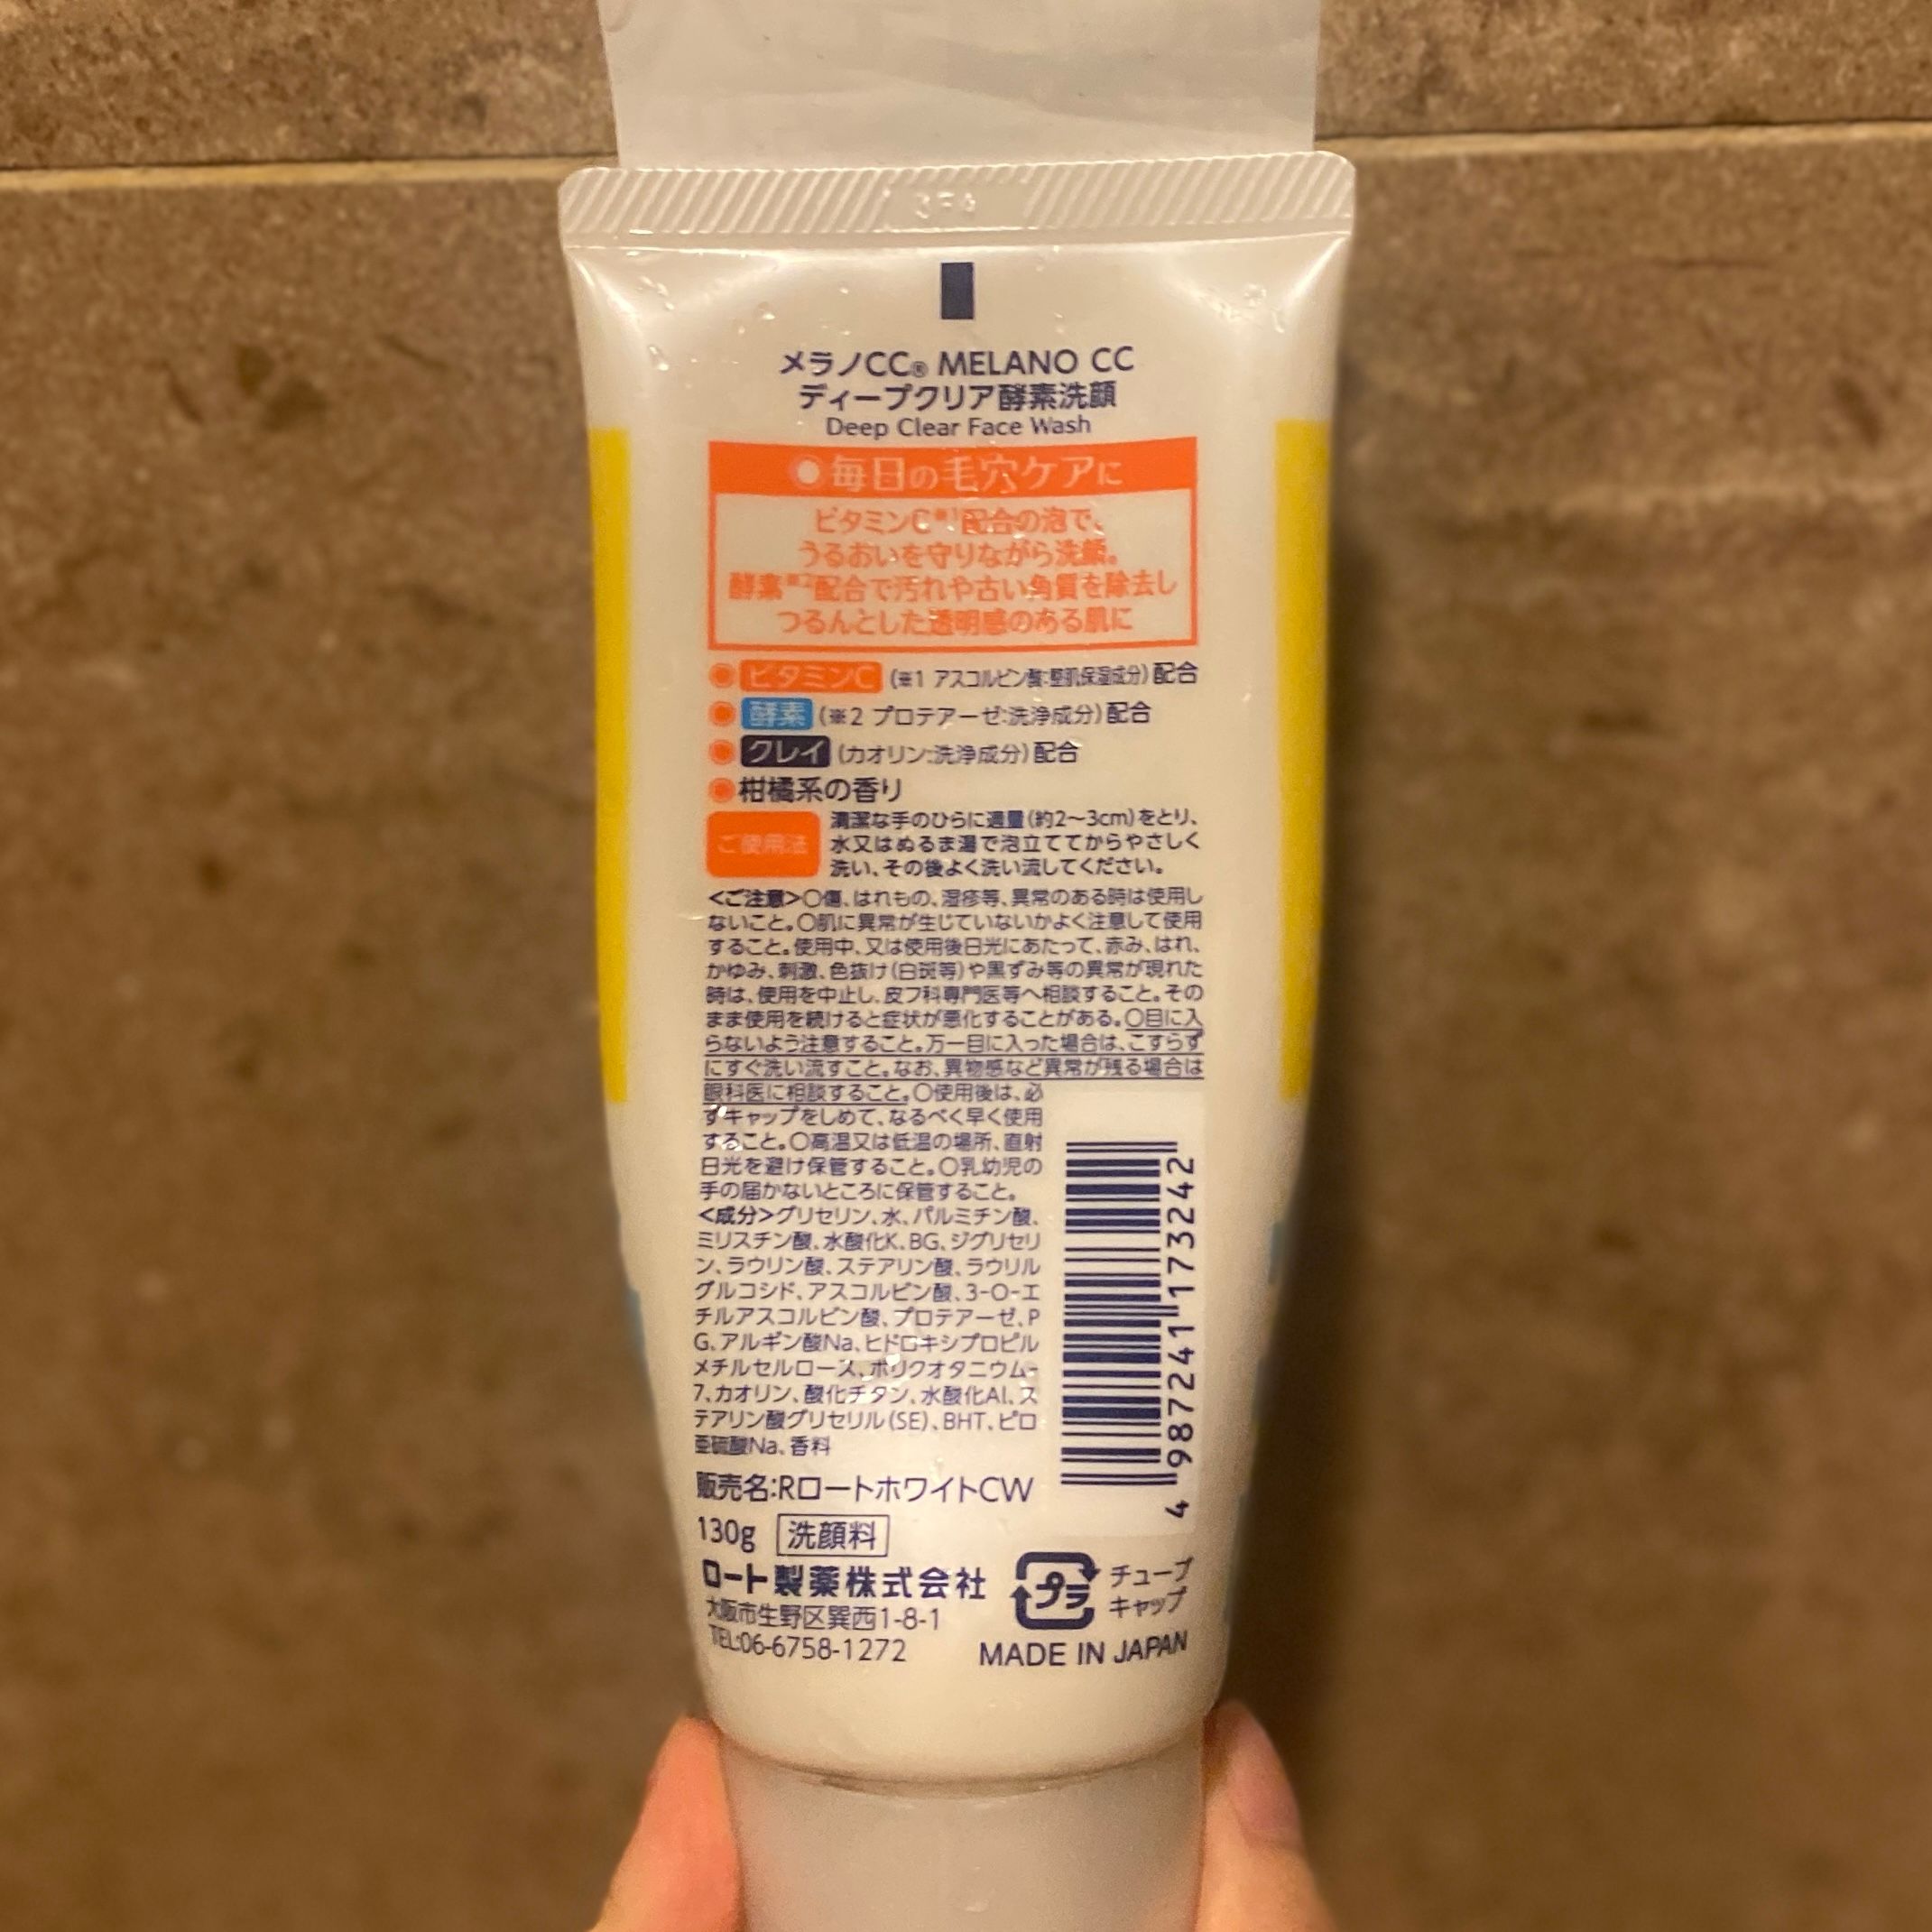 メラノCC® MELANO CC
ディープクリア酵素洗顔
Deep Clear Face Wash
毎日の毛穴ケアに
ビタミンC※1配合の泡で、
うるおいを守りながら洗顔。
酵素※2配合で汚れや古い角質を除去し
つるんとした透明感のある肌に
ビタミンC (※1 アスコルビン酸:整肌保湿成分)配合
酵素 (※2 プロテアーゼ:洗浄成分)配合
クレイ (カオリン:洗浄成分)配合
柑橘系の香り
ご使用法
清潔な手のひらに適量(約2〜3cm)をとり、
水又はぬるま湯で泡立ててからやさしく
洗い、その後よく洗い流してください。
<ご注意>○傷、はれもの、湿疹等、異常のある時は使用し
ないこと。○肌に異常が生じていないかよく注意して使用
すること。使用中、又は使用後日光にあたって、赤み、はれ、
かゆみ、刺激、色抜け(白斑等)や黒ずみ等の異常が現れた
時は、使用を中止し、皮フ科専門医等へ相談すること。その
まま使用を続けると症状が悪化することがある。○目に入
らないよう注意すること。万一目に入った場合は、こすらず
にすぐ洗い流すこと。なお、異物感など異常が残る場合は
眼科医に相談すること。○使用後は、必
ずキャップをしめて、なるべく早く使用
すること。○高温又は低温の場所、直射
日光を避け保管すること。○乳幼児の
手の届かないところに保管すること。
<成分>グリセリン、水、パルミチン酸、
ミリスチン酸、水酸化K、BG、ジグリセリ
ン、ラウリン酸、ステアリン酸、ラウリル
グルコシド、アスコルビン酸、3-O-エ
チルアスコルビン酸、プロテアーゼ、P
G、アルギン酸Na、ヒドロキシプロピル
メチルセルロース、ポリクオタニウム-
7、カオリン、酸化チタン、水酸化Al、ス
テアリン酸グリセリル(SE)、BHT、ピロ
亜硫酸Na、香料
4 987241 173242
販売名:RロートホワイトCW
130g 洗顔料
ロート製薬株式会社
大阪市生野区巽西1-8-1
TEL:06-6758-1272
プラ
チューブ
キャップ
MADE IN JAPAN